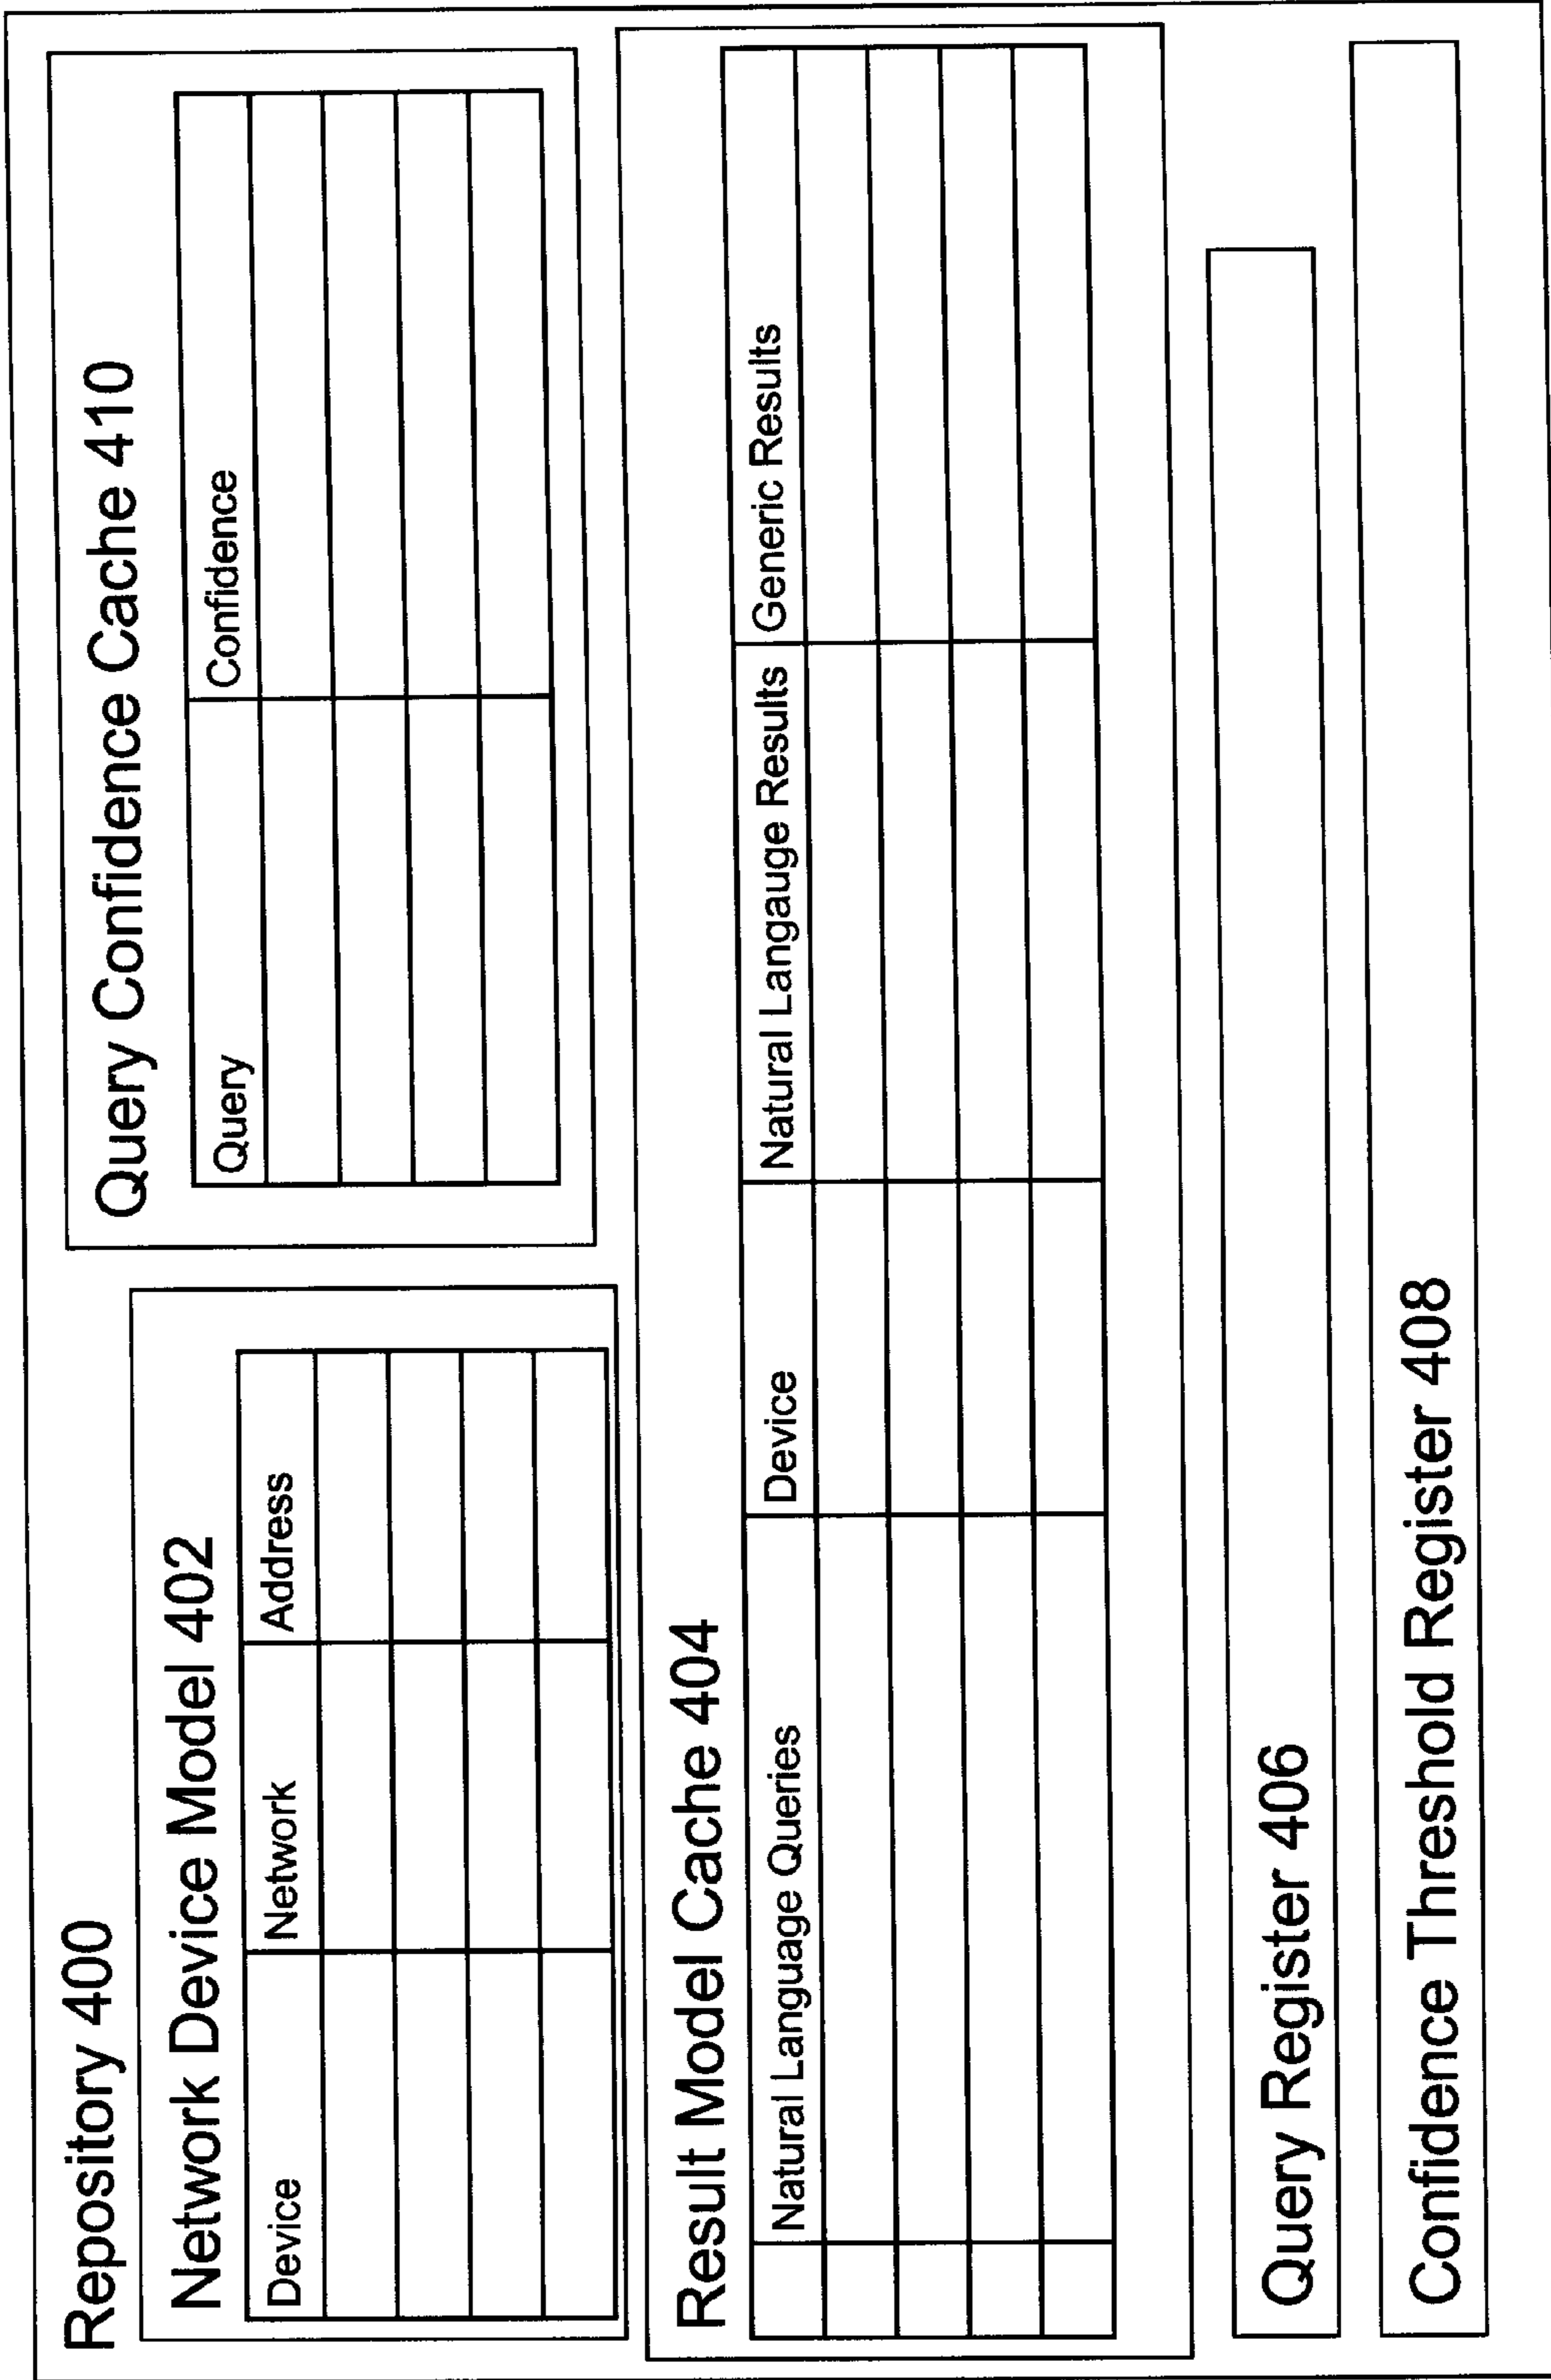 Repository 400
Network Device Model 402
Device Network Address
Query Confidence Cache 410
Query Confidence
Result Model Cache 404
Natural Language Queries Device Natural Langauge Results Generic Results
Query Register 406
Confidence Threshold Register 408